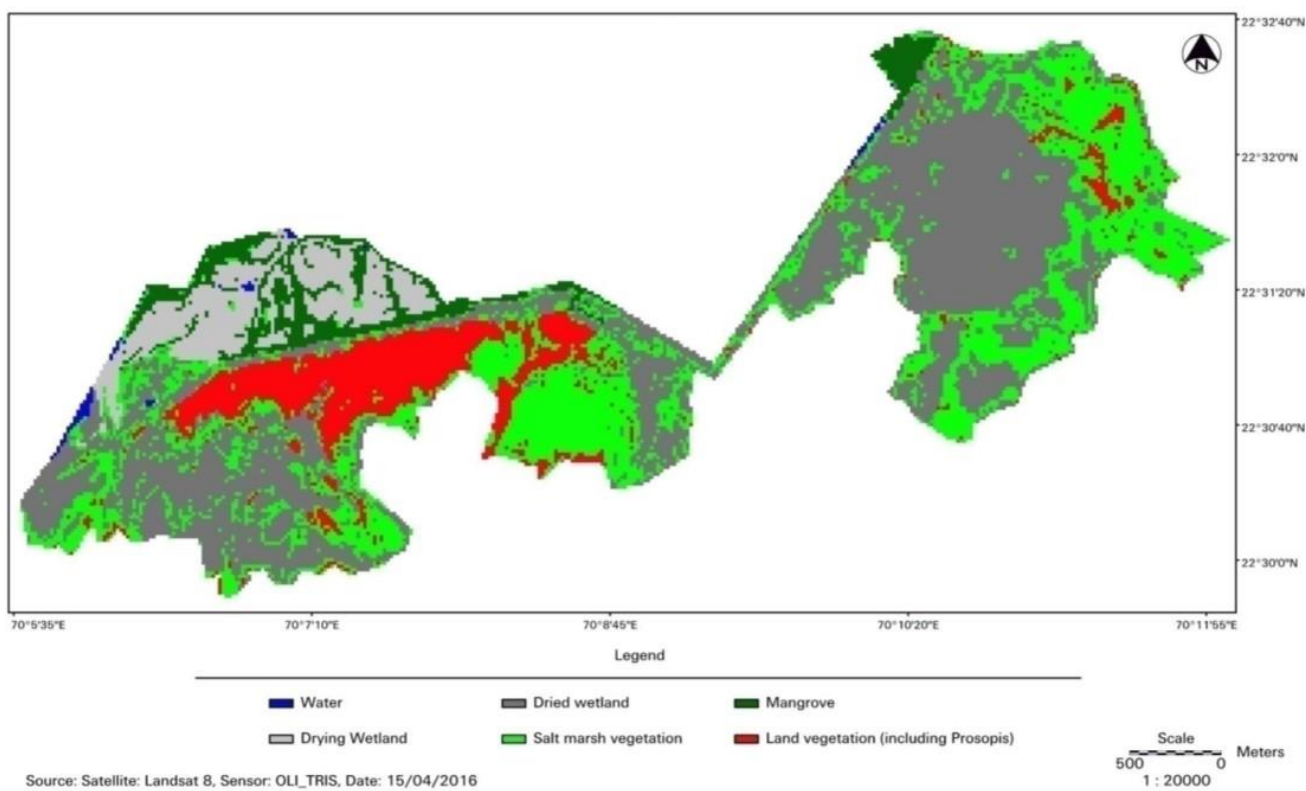 N
22°32'40"N
22°32'0"N
22°31'20"N
22°30'40"N
22°30'0"N
70°5'35"E 70°7'10"E 70°8'45"E 70°10'20"E 70°11'55"E
Legend
Water Dried wetland Mangrove
Drying Wetland Salt marsh vegetation Land vegetation (including Prosopis)
Scale
500 0 Meters
1 : 20000
Source: Satellite: Landsat 8, Sensor: OLI_TRIS, Date: 15/04/2016